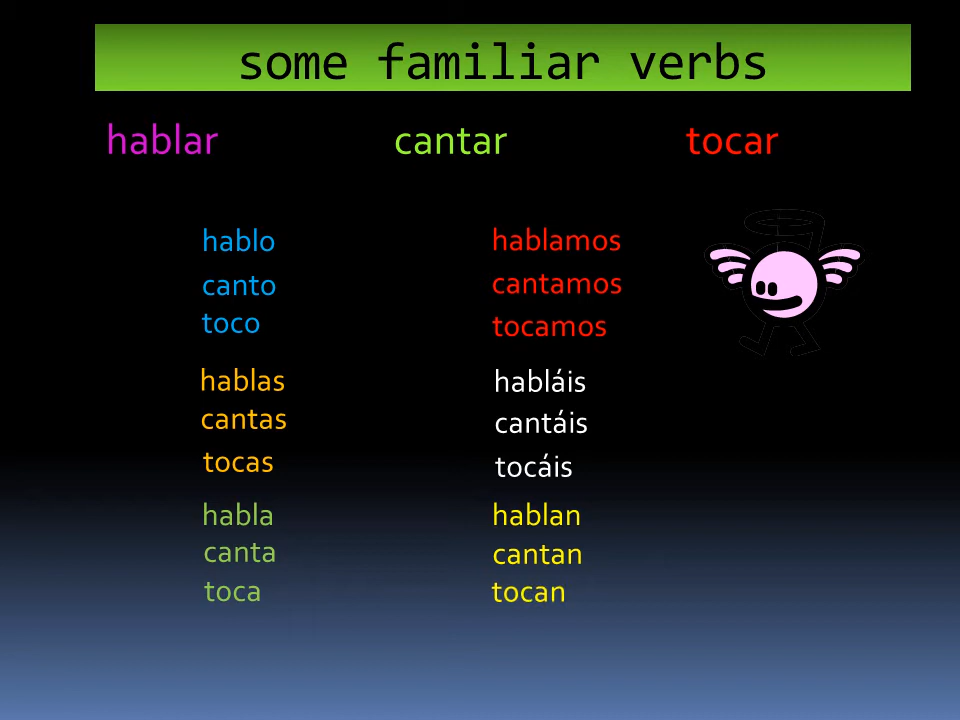 some familiar verbs
hablar cantar tocar
hablo
canto
toco
hablas
cantas
tocas
habla
canta
toca
hablamos
cantamos
tocamos
habláis
cantáis
tocáis
hablan
cantan
tocan